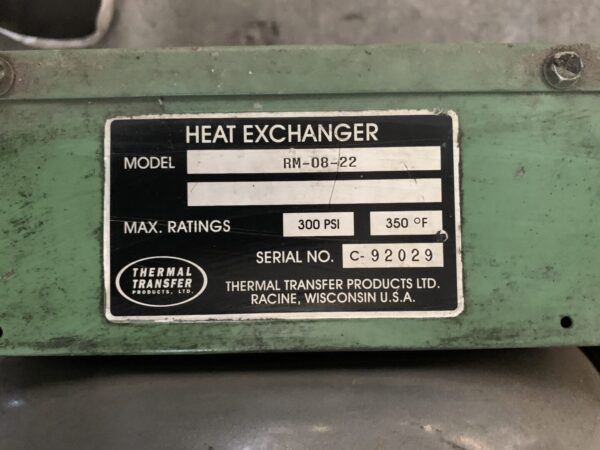 HEAT EXCHANGER
MODEL RM-08-22
MAX. RATINGS 300 PSI 350 °F
SERIAL NO. C-92029
THERMAL
TRANSFER
PRODUCTS, LTD.
THERMAL TRANSFER PRODUCTS LTD.
RACINE, WISCONSIN U.S.A.